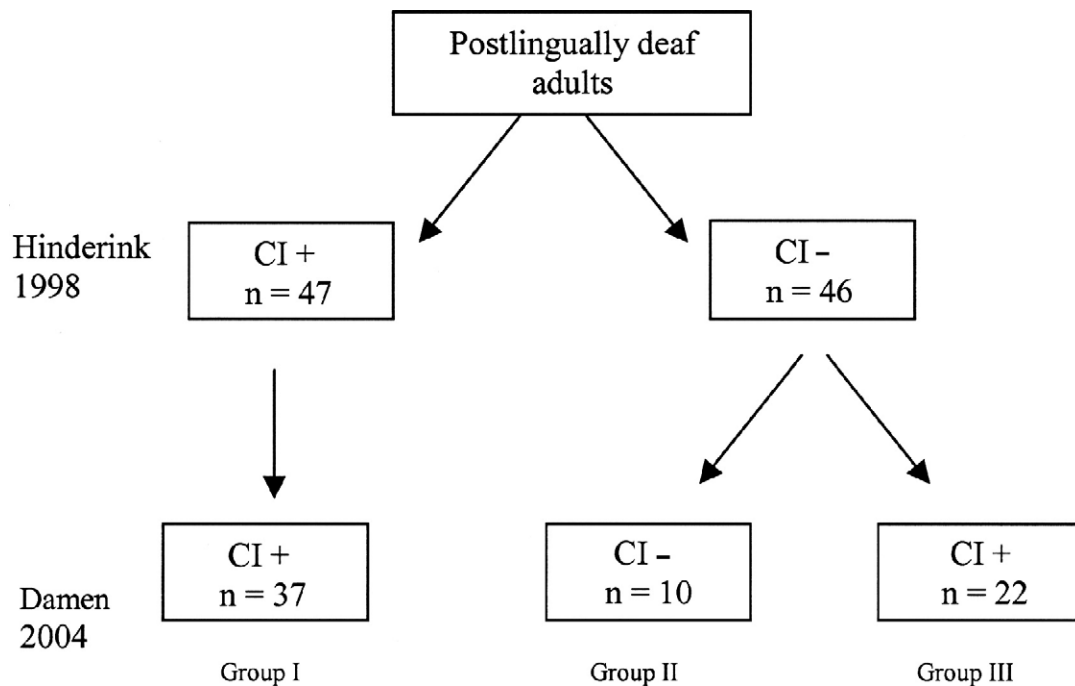 Postlingually deaf
adults
Hinderink
1998
CI +
n = 47
CI -
n = 46
Damen
2004
CI +
n = 37
CI -
n = 10
CI +
n = 22
Group I
Group II
Group III